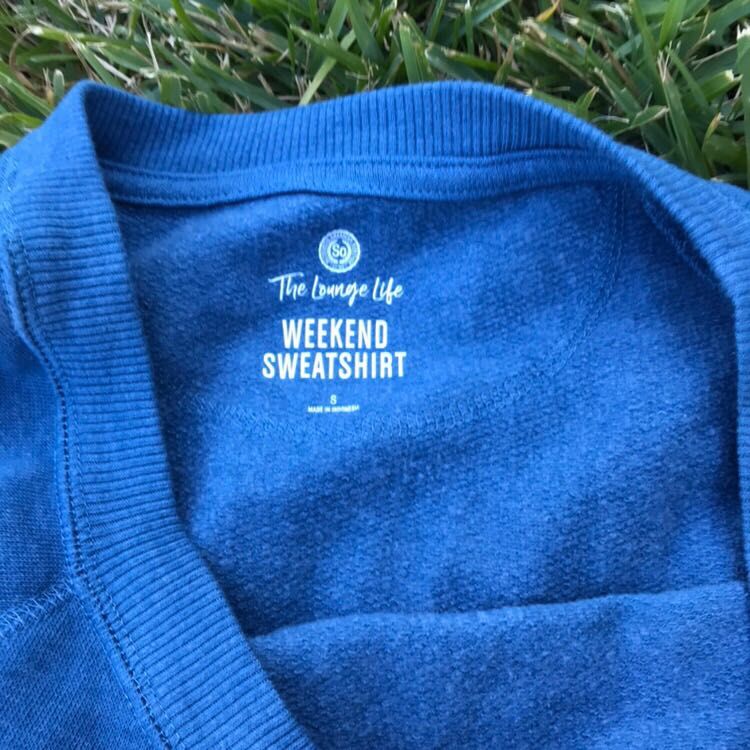 So
The Lounge Life
WEEKEND
SWEATSHIRT
S
MADE IN INDONESIA